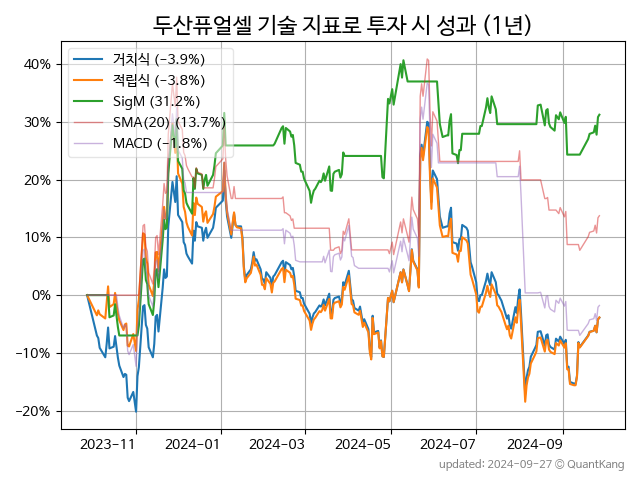 두산퓨얼셀 기술 지표로 투자 시 성과 (1년)
거치식 (−3.9%)
적립식 (−3.8%)
SigM (31.2%)
SMA(20) (13.7%)
MACD (−1.8%)
40%
30%
20%
10%
0%
−10%
−20%
2023−11 2024−01 2024−03 2024−05 2024−07 2024−09
updated: 2024−09−27 ⓒ QuantKang